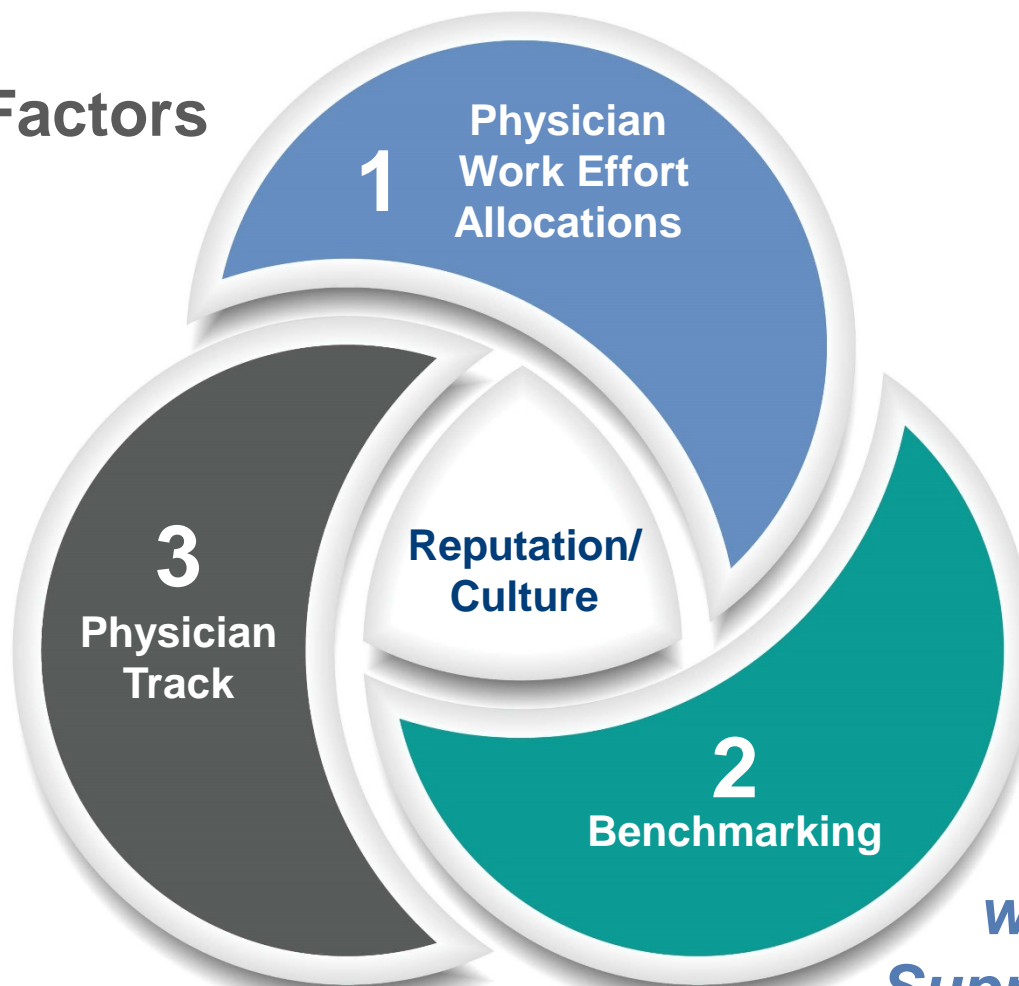 Factors
1
Physician
Work Effort
Allocations
3
Physician
Track
Reputation/
Culture
2
Benchmarking